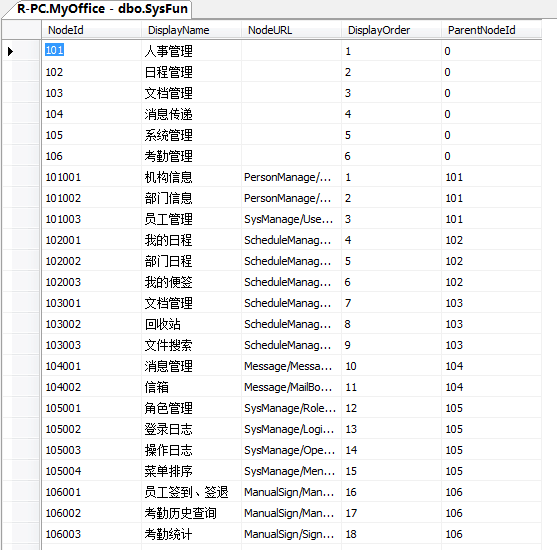 R-PC.MyOffice - dbo.SysFun
NodeId DisplayName NodeURL DisplayOrder ParentNodeId
101 人事管理 1 0
102 日程管理 2 0
103 文档管理 3 0
104 消息传递 4 0
105 系统管理 5 0
106 考勤管理 6 0
101001 机构信息 PersonManage/... 1 101
101002 部门信息 PersonManage/... 2 101
101003 员工管理 SysManage/Use... 3 101
102001 我的日程 ScheduleManag... 4 102
102002 部门日程 ScheduleManag... 5 102
102003 我的便签 ScheduleManag... 6 102
103001 文档管理 ScheduleManag... 7 103
103002 回收站 ScheduleManag... 8 103
103003 文件搜索 ScheduleManag... 9 103
104001 消息管理 Message/Messa... 10 104
104002 信箱 Message/MailBo... 11 104
105001 角色管理 SysManage/Role... 12 105
105002 登录日志 SysManage/Logi... 13 105
105003 操作日志 SysManage/Ope... 14 105
105004 菜单排序 SysManage/Men... 15 105
106001 员工签到、签退 ManualSign/Man... 16 106
106002 考勤历史查询 ManualSign/Man... 17 106
106003 考勤统计 ManualSign/Sign... 18 106